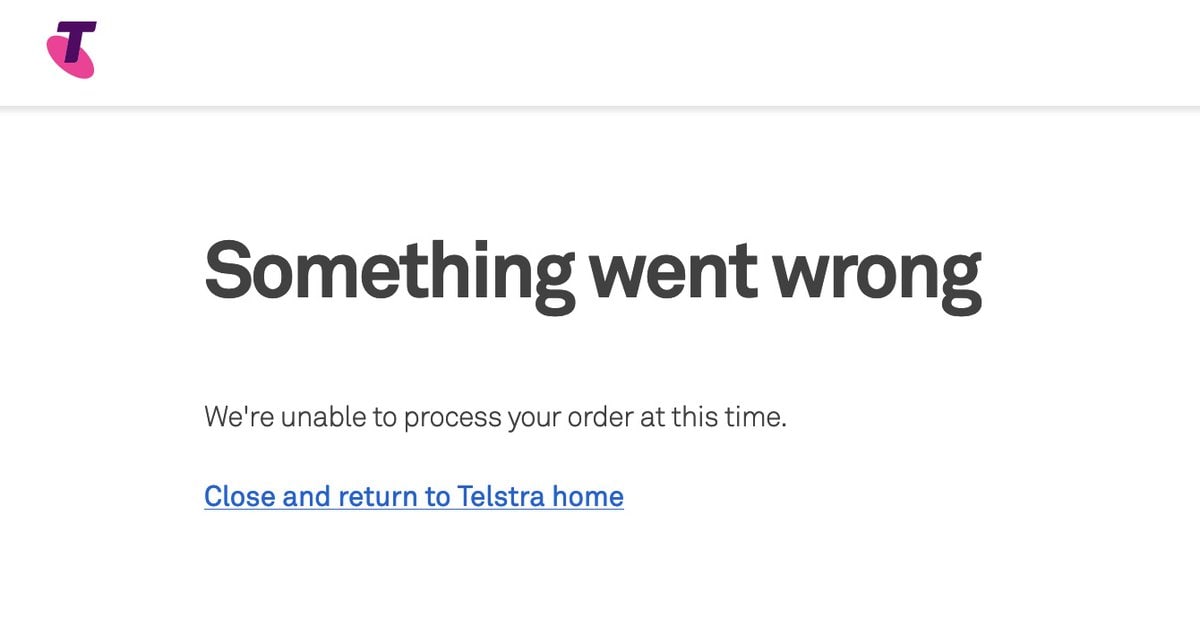 T
Something went wrong
We're unable to process your order at this time.
Close and return to Telstra home